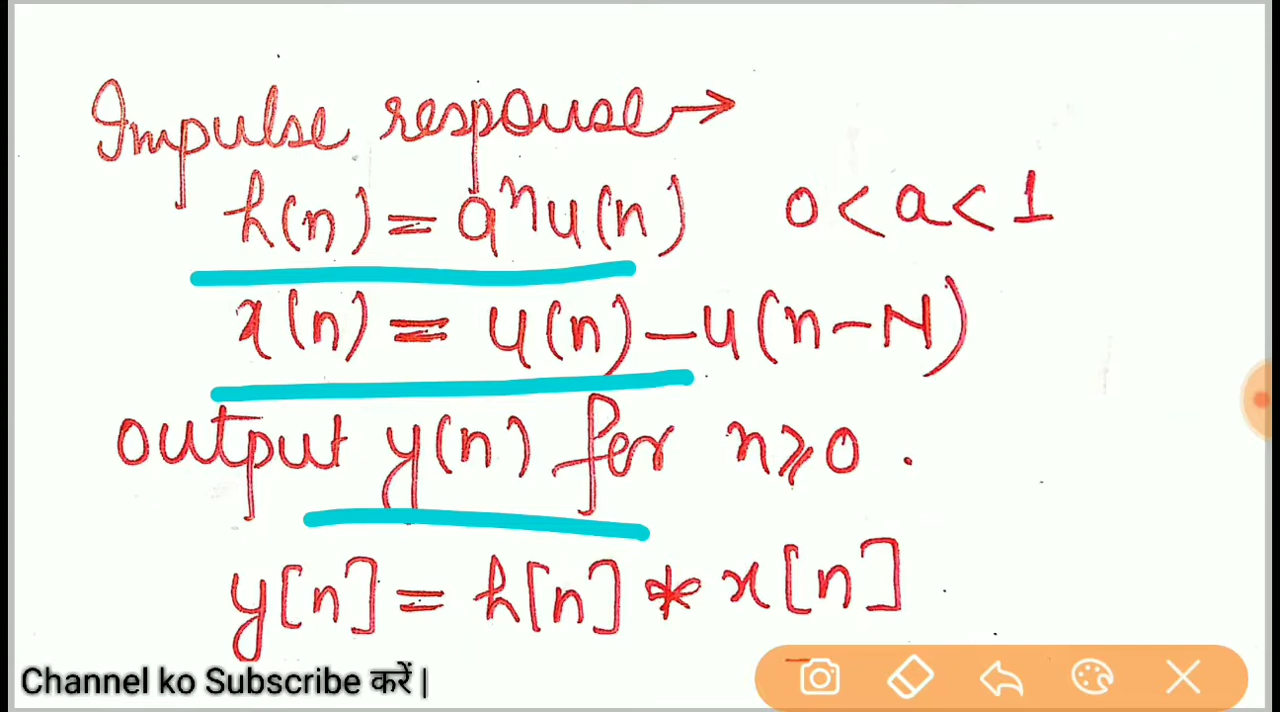 Impulse response→
h(n) = aⁿu(n) 0<a<1
x(n) = u(n)-u(n-N)
output y(n) for n⩾0.
y[n] = h[n] * x[n]
Channel ko Subscribe करें |